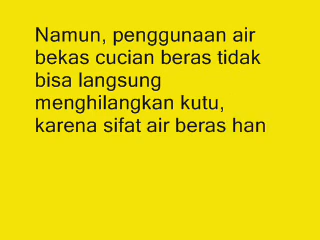 Namun, penggunaan air
bekas cucian beras tidak
bisa langsung
menghilangkan kutu,
karena sifat air beras han